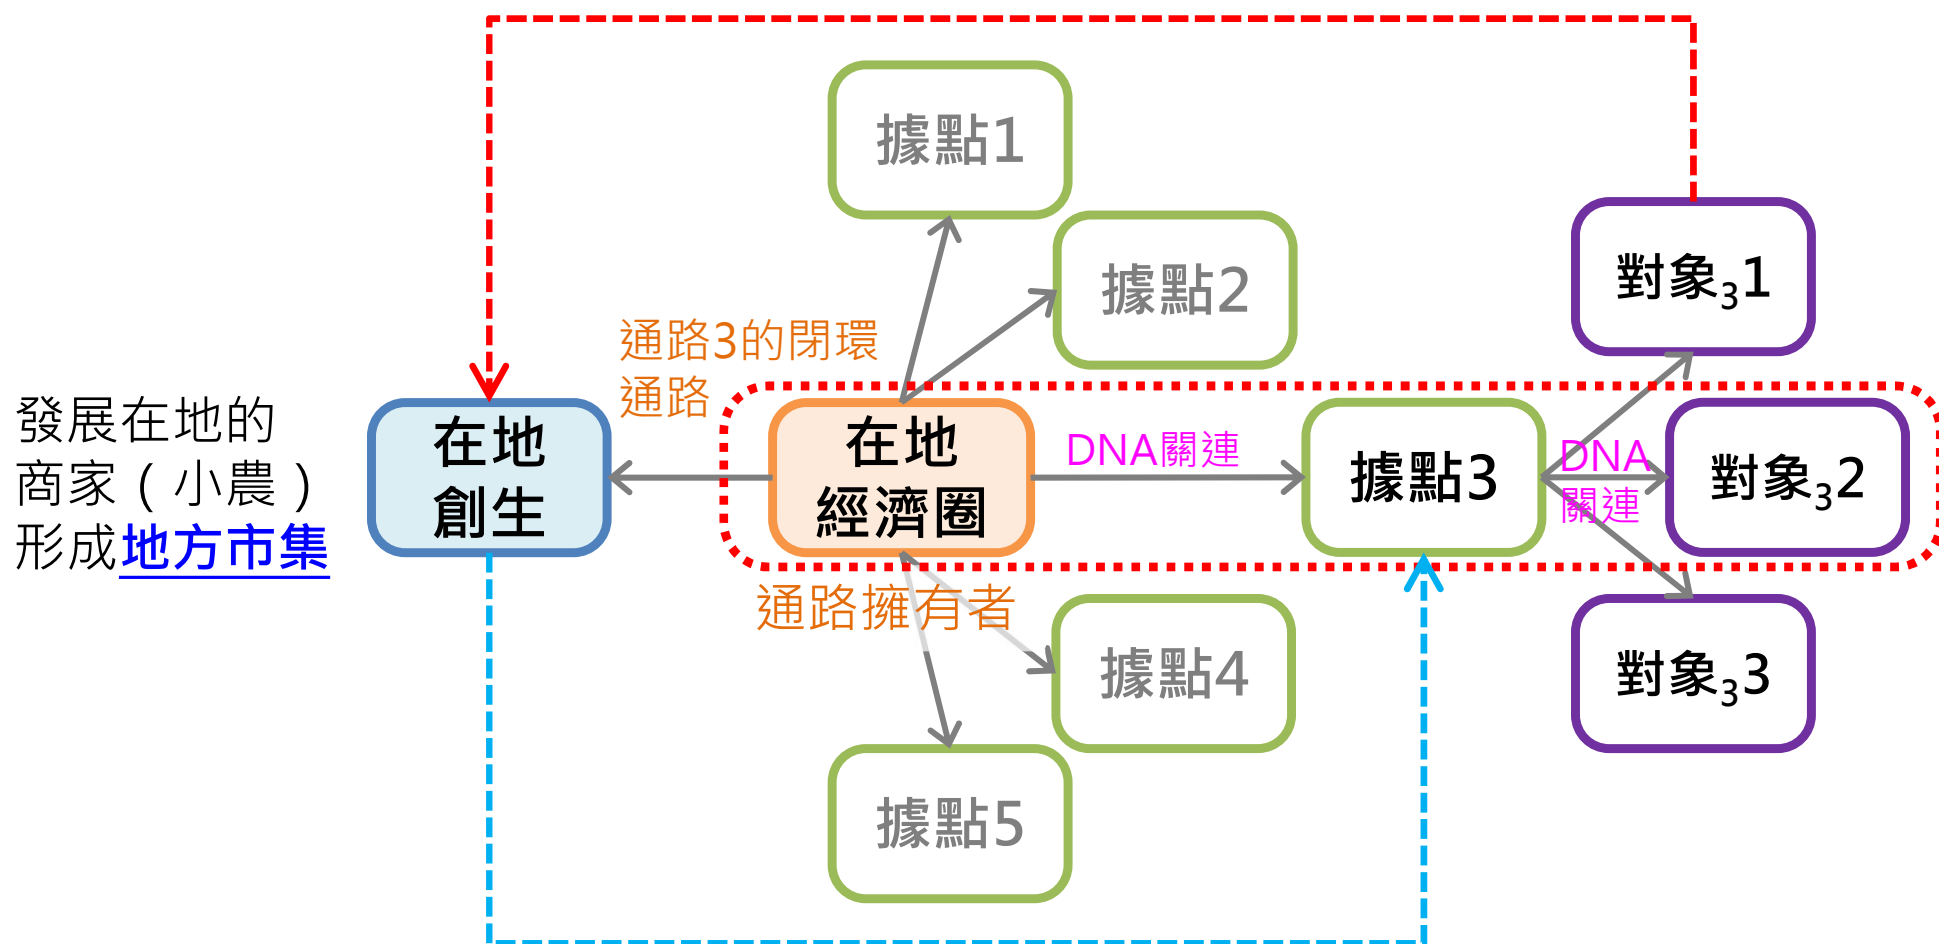 據點1
據點2
對象₃1
通路3的閉環
通路
發展在地的
商家（小農）
形成地方市集
在地
創生
在地
經濟圈
DNA關連
據點3
DNA
關連
對象₃2
通路擁有者
據點4
對象₃3
據點5